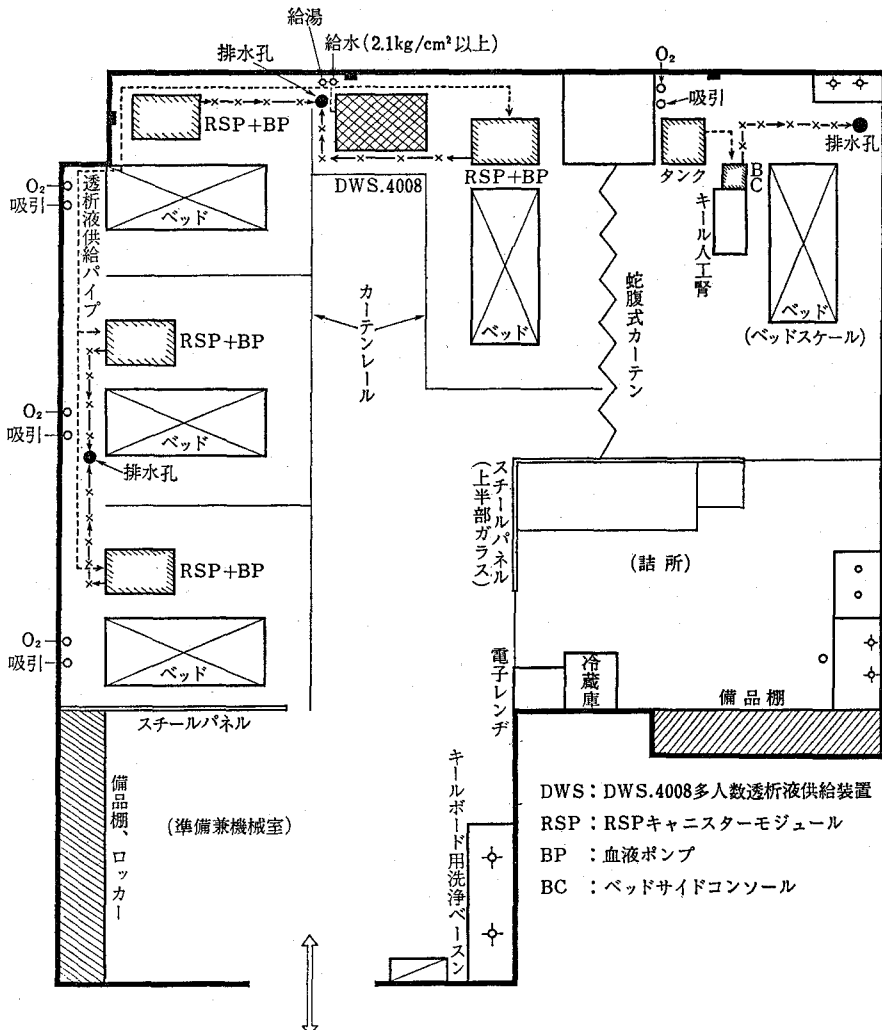 給湯
排水孔
給水(2.1kg/cm²以上)
O₂
吸引
RSP+BP
DWS.4008
RSP+BP
タンク
BC
排水孔
キール人工腎
ベッド
(ベッドスケール)
O₂
吸引
透析液供給パイプ
ベッド
ベッド
カーテンレール
蛇腹式カーテン
RSP+BP
O₂
吸引
ベッド
排水孔
スチールパネル
(上半部ガラス)
(詰所)
RSP+BP
O₂
吸引
ベッド
電子レンヂ
冷蔵庫
備品棚
スチールパネル
備品棚、ロッカー
(準備兼機械室)
キールボード用洗浄ベースン
DWS:DWS.4008多人数透析液供給装置
RSP:RSPキャニスターモジュール
BP:血液ポンプ
BC:ベッドサイドコンソール